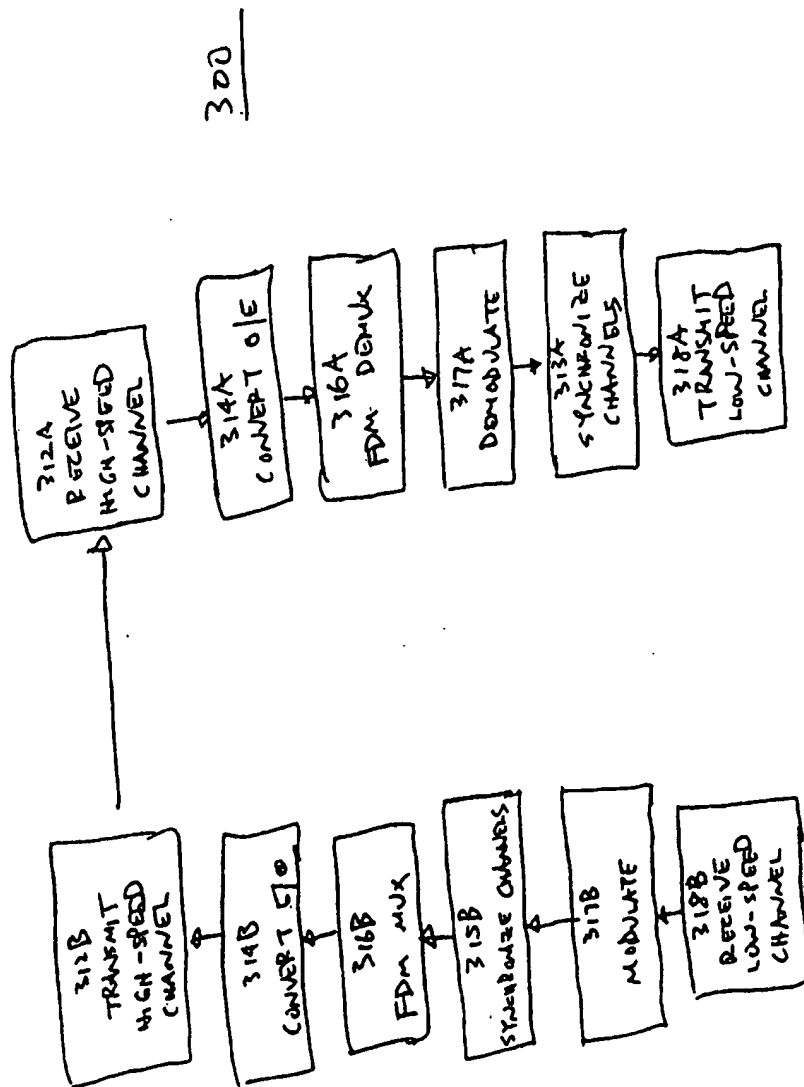 300
312A
RECEIVE
HIGH-SPEED
CHANNEL
314A
CONVERT O/E
316A
FDM DEMUX
317A
DEMODULATE
313A
SYNCHRONIZE
CHANNELS
318A
TRANSMIT
LOW-SPEED
CHANNEL
312B
TRANSMIT
HIGH-SPEED
CHANNEL
314B
CONVERT E/O
316B
FDM MUX
315B
SYNCHRONIZE CHANNELS
317B
MODULATE
318B
RECEIVE
LOW-SPEED
CHANNEL